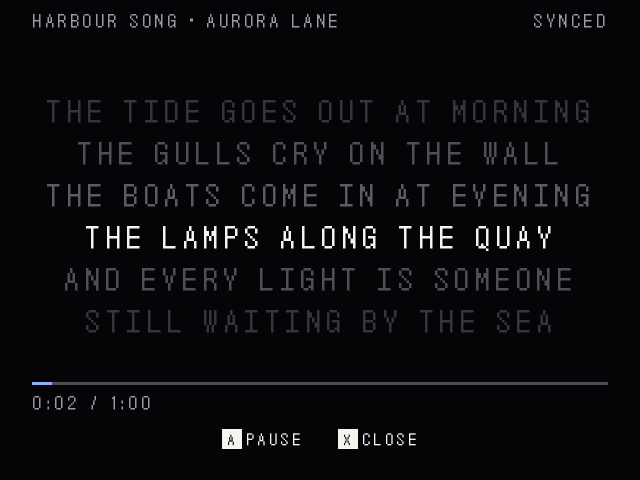 HARBOUR SONG · AURORA LANE
SYNCED
THE TIDE GOES OUT AT MORNING
THE GULLS CRY ON THE WALL
THE BOATS COME IN AT EVENING
THE LAMPS ALONG THE QUAY
AND EVERY LIGHT IS SOMEONE
STILL WAITING BY THE SEA
0:02 / 1:00
A PAUSE X CLOSE